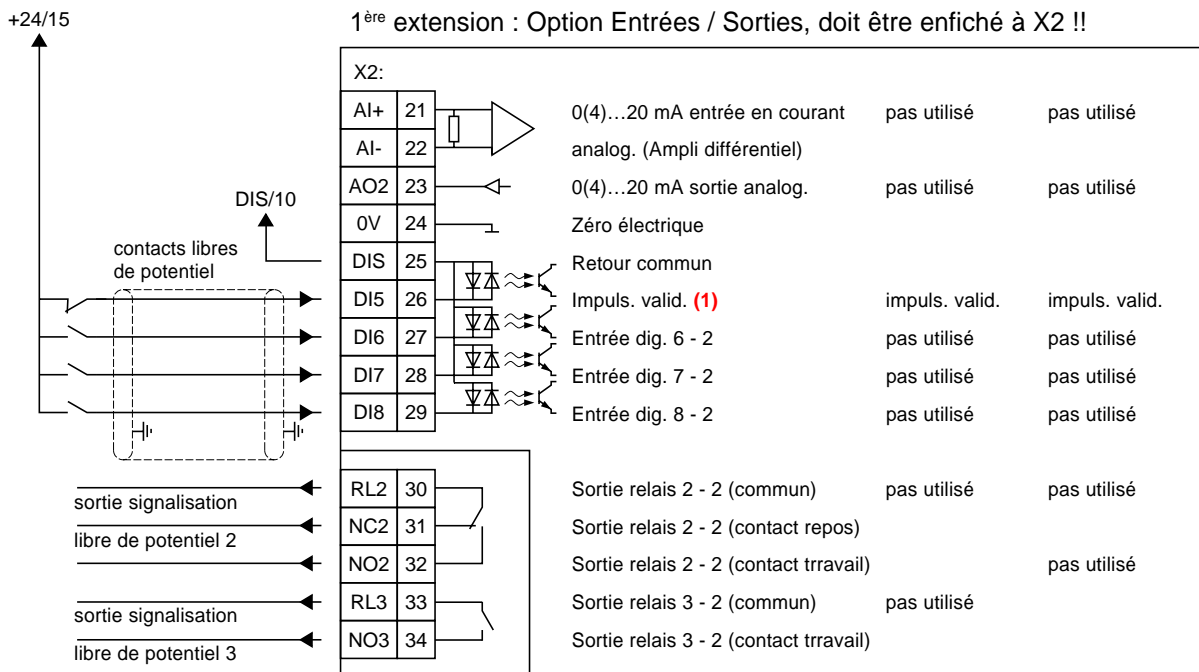 +24/15
1ère extension : Option Entrées / Sorties, doit être enfiché à X2 !!
X2:
AI+ 21 0(4)…20 mA entrée en courant pas utilisé pas utilisé
AI- 22 analog. (Ampli différentiel)
AO2 23 0(4)…20 mA sortie analog. pas utilisé pas utilisé
DIS/10
0V 24 Zéro électrique
contacts libres
de potentiel
DIS 25 Retour commun
DI5 26 Impuls. valid. (1) impuls. valid. impuls. valid.
DI6 27 Entrée dig. 6 - 2 pas utilisé pas utilisé
DI7 28 Entrée dig. 7 - 2 pas utilisé pas utilisé
DI8 29 Entrée dig. 8 - 2 pas utilisé pas utilisé
RL2 30 Sortie relais 2 - 2 (commun) pas utilisé pas utilisé
sortie signalisation
NC2 31 Sortie relais 2 - 2 (contact repos)
libre de potentiel 2
NO2 32 Sortie relais 2 - 2 (contact trravail) pas utilisé
RL3 33 Sortie relais 3 - 2 (commun) pas utilisé
sortie signalisation
NO3 34 Sortie relais 3 - 2 (contact trravail)
libre de potentiel 3